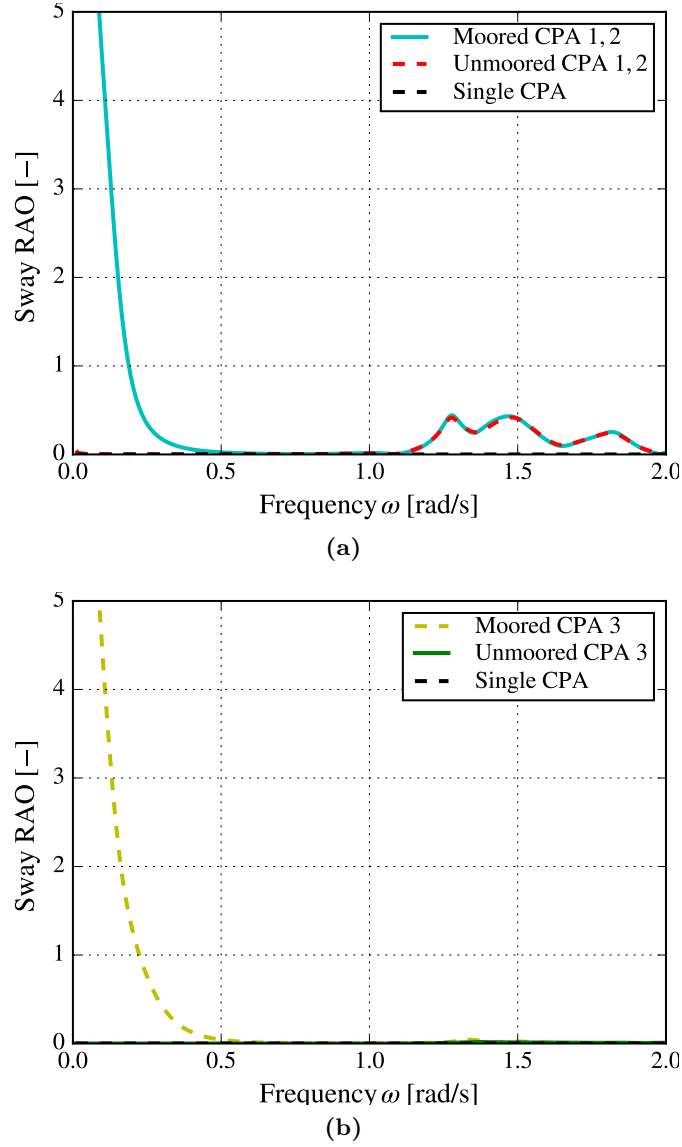 5
4
3
2
1
0
Sway RAO [−]
Moored CPA 1, 2
Unmoored CPA 1, 2
Single CPA
0.0 0.5 1.0 1.5 2.0
Frequency ω [rad/s]
(a)
5
4
3
2
1
0
Sway RAO [−]
Moored CPA 3
Unmoored CPA 3
Single CPA
0.0 0.5 1.0 1.5 2.0
Frequency ω [rad/s]
(b)